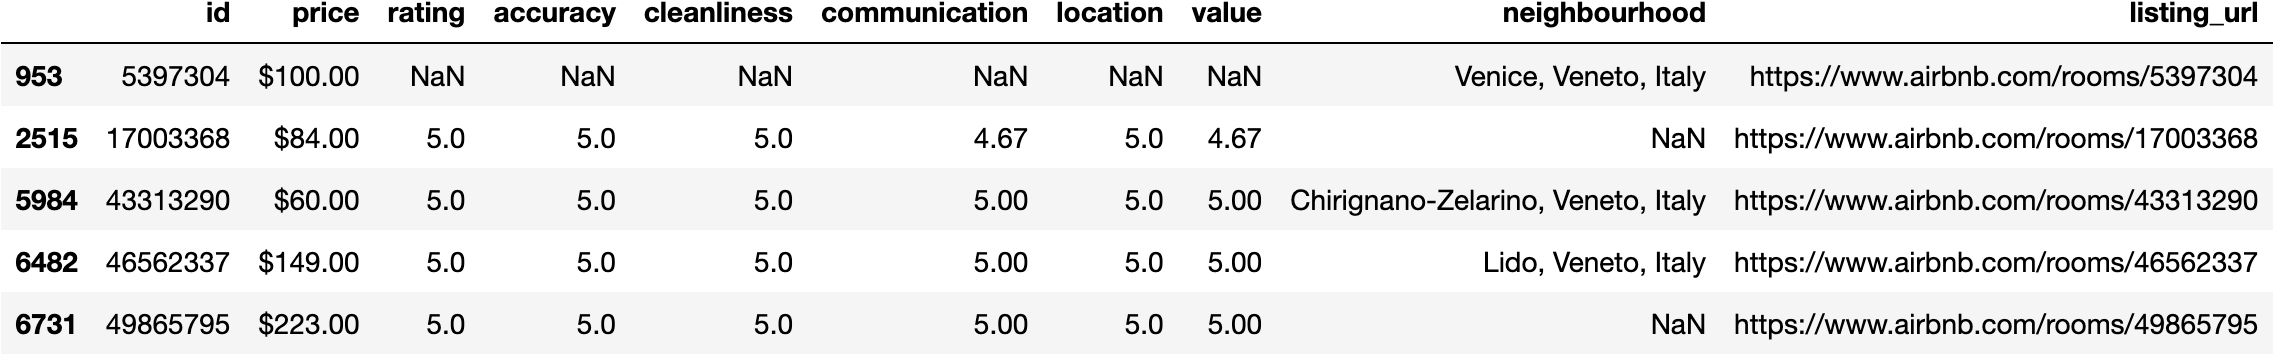 id price rating accuracy cleanliness communication location value neighbourhood listing_url
953 5397304 $100.00 NaN NaN NaN NaN NaN NaN Venice, Veneto, Italy https://www.airbnb.com/rooms/5397304
2515 17003368 $84.00 5.0 5.0 5.0 4.67 5.0 4.67 NaN https://www.airbnb.com/rooms/17003368
5984 43313290 $60.00 5.0 5.0 5.0 5.00 5.0 5.00 Chirignano-Zelarino, Veneto, Italy https://www.airbnb.com/rooms/43313290
6482 46562337 $149.00 5.0 5.0 5.0 5.00 5.0 5.00 Lido, Veneto, Italy https://www.airbnb.com/rooms/46562337
6731 49865795 $223.00 5.0 5.0 5.0 5.00 5.0 5.00 NaN https://www.airbnb.com/rooms/49865795